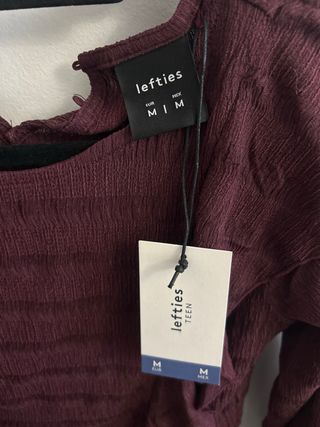 lefties
EUR MEX
M | M
lefties
TEEN
M M
EUR MEX